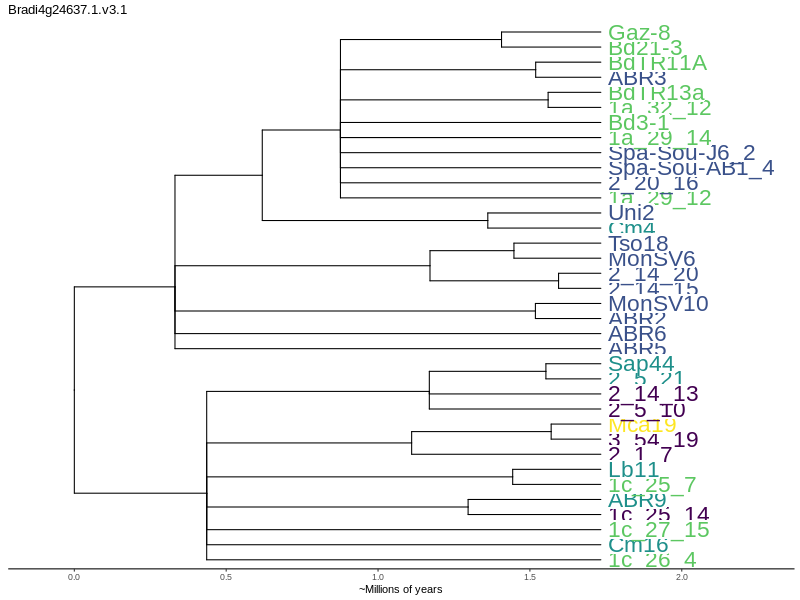 Bradi4g24637.1.v3.1
Gaz-8
Bd21-3
BdTR11A
ABR3
BdTR13a
1a_32_12
Bd3-1
1a_29_14
Spa-Sou-J6_2
Spa-Sou-AB1_4
2_20_16
1a_29_12
Uni2
Cm4
Tso18
MonSV6
2_14_20
2_14_15
MonSV10
ABR2
ABR6
ABR5
Sap44
2_5_21
2_14_13
2_5_10
Mca19
3_54_19
2_1_7
Lb11
1c_25_7
ABR9
1c_25_14
1c_27_15
Cm16
1c_26_4
0.0 0.5 1.0 1.5 2.0
~Millions of years